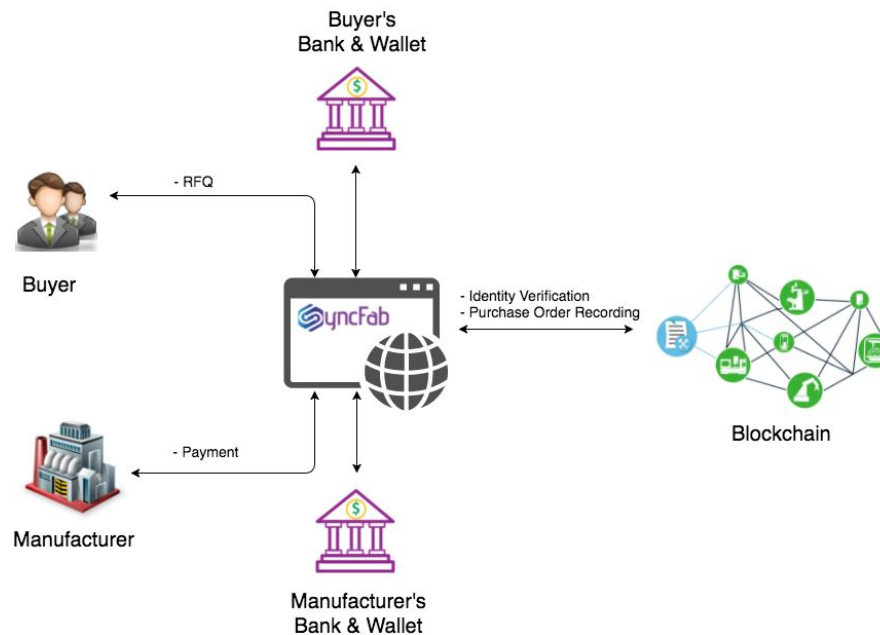 Buyer's
Bank & Wallet
$
- RFQ
Buyer
SyncFab
- Identity Verification
- Purchase Order Recording
Blockchain
- Payment
Manufacturer
$
Manufacturer's
Bank & Wallet